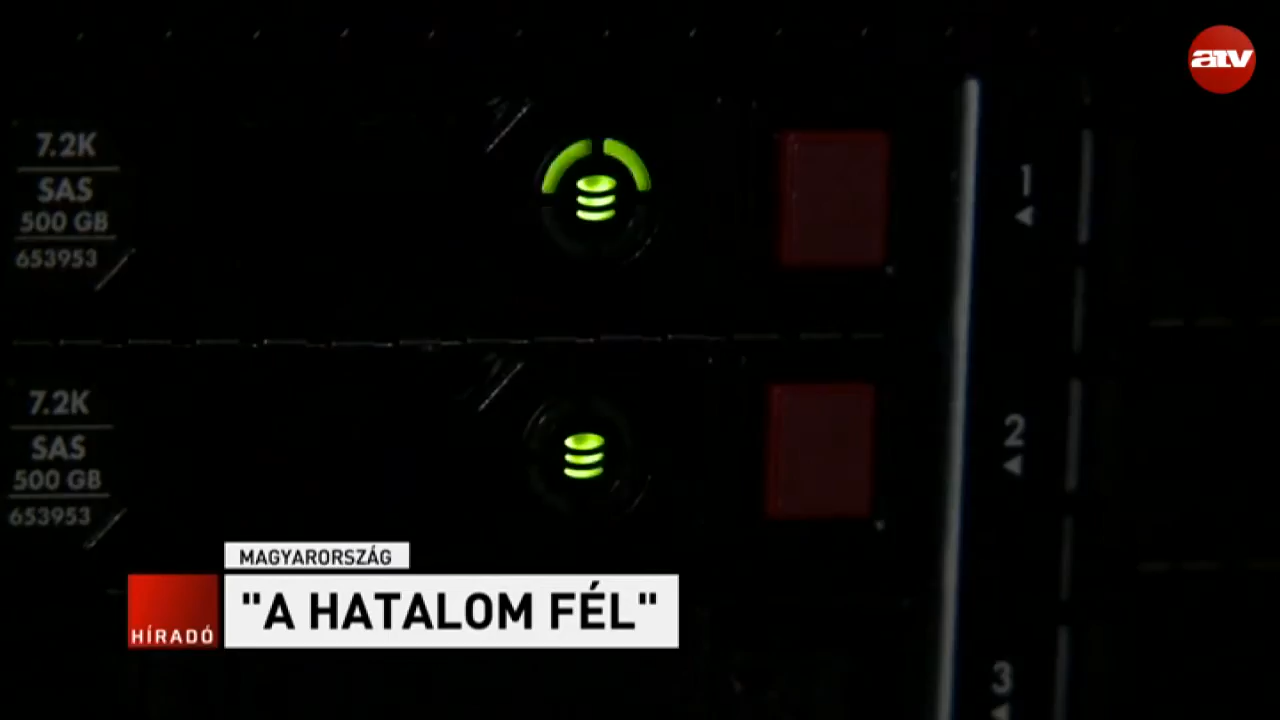 atv
7.2K
SAS
500 GB
653953
1
7.2K
SAS
500 GB
653953
2
MAGYARORSZÁG
HÍRADÓ
"A HATALOM FÉL"
3